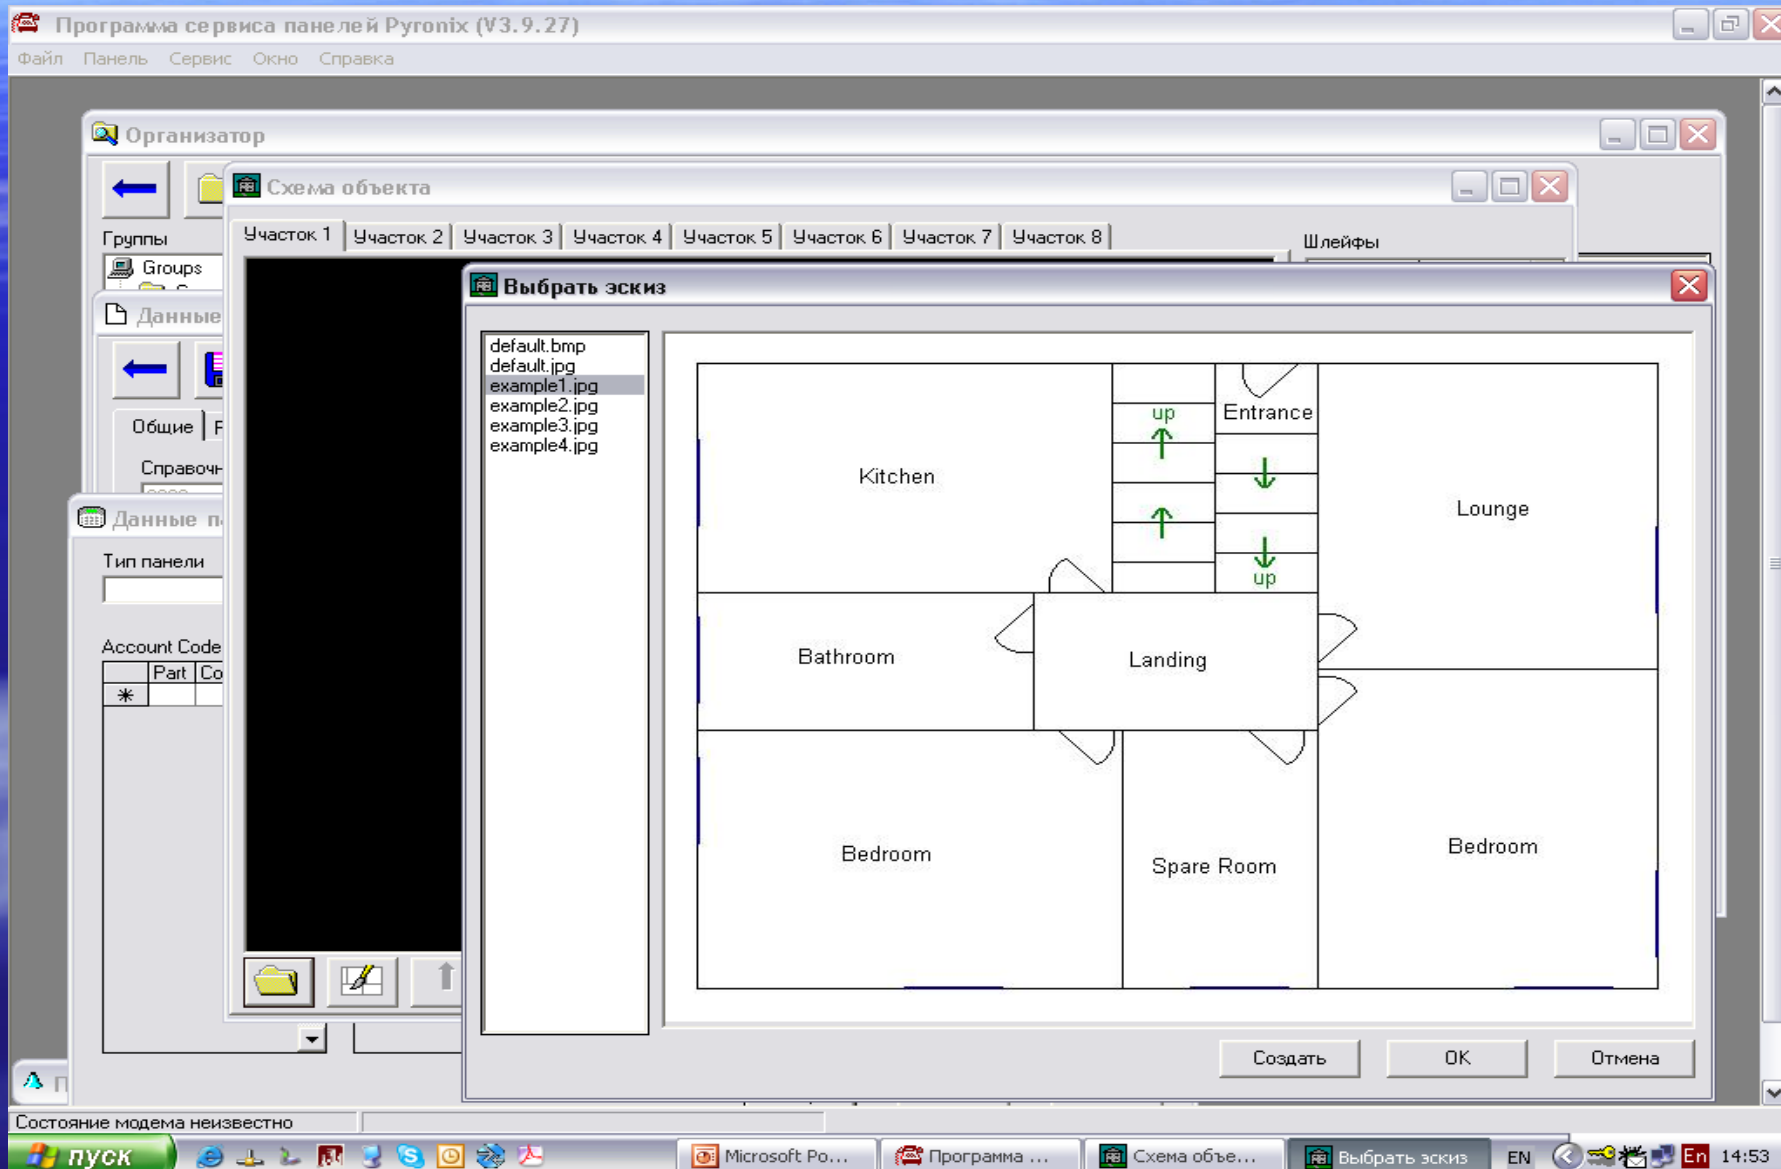 Программа сервиса панелей Pyronix (V3.9.27)
Файл Панель Сервис Окно Справка
Организатор
Схема объекта
Группы
Участок 1 Участок 2 Участок 3 Участок 4 Участок 5 Участок 6 Участок 7 Участок 8
Шлейфы
Groups
Выбрать эскиз
Данные
default.bmp
default.jpg
example1.jpg
example2.jpg
example3.jpg
example4.jpg
up
Entrance
Kitchen
Lounge
up
Bathroom
Landing
Bedroom
Spare Room
Bedroom
Общие
Справочн
Данные п
Тип панели
Account Code
Part Co
Создать OK Отмена
Состояние модема неизвестно
пуск
Microsoft Po... Программа ... Схема объе... Выбрать эскиз EN En 14:53